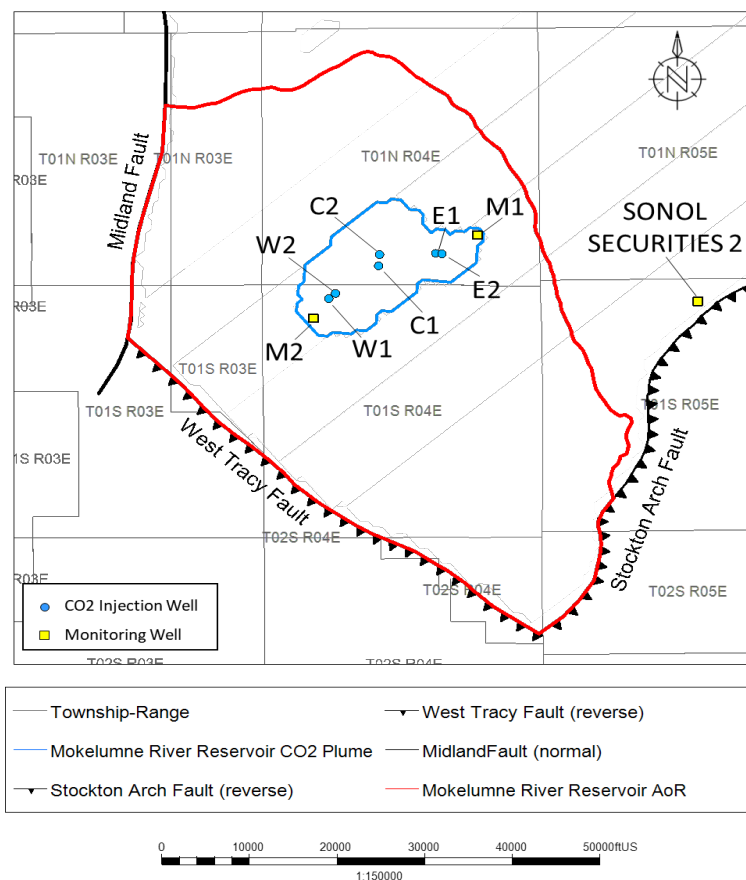 T01N R03E
T01N R03E
T01N R04E
T01N R05E
R03E
Midland Fault
N
C2
E1
M1
SONOL
SECURITIES 2
W2
E2
C1
W1
M2
R03E
T01S R03E
T01S R03E
T01S R04E
T01S R05E
1S R03E
West Tracy Fault
Stockton Arch Fault
T02S R04E
R03E
T02S R04E
T02S R05E
CO2 Injection Well
Monitoring Well
T02S R03E
T02S R04E
Township-Range
West Tracy Fault (reverse)
Mokelumne River Reservoir CO2 Plume
MidlandFault (normal)
Stockton Arch Fault (reverse)
Mokelumne River Reservoir AoR
0 10000 20000 30000 40000 50000ftUS
1:150000